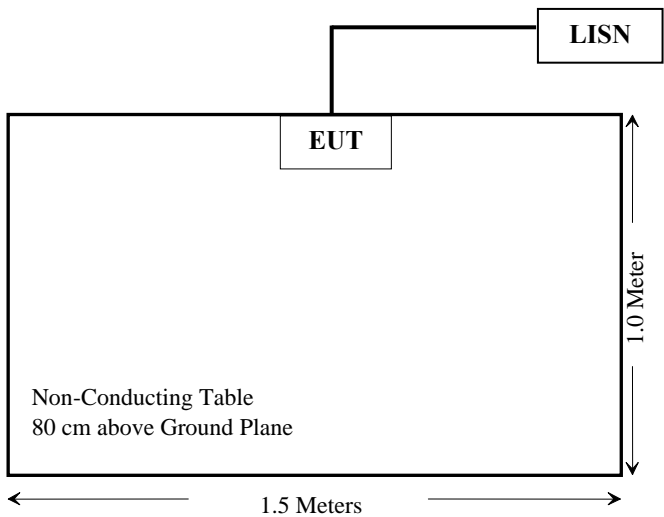 LISN
EUT
1.0 Meter
Non-Conducting Table
80 cm above Ground Plane
1.5 Meters